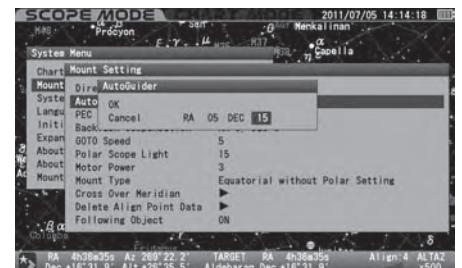 SCOPE MODE
2011/07/05 14:14:18
Procyon
Menkalinan
Capella
System Menu
Chart
Mount Setting
Mount
Dire
AutoGuider
Syste
Auto
OK
Langu
PEC
Cancel RA 05 DEC 15
Initi
Back
Expan
GOTO Speed 5
About
Polar Scope Light 15
About
Motor Power 3
Mount
Mount Type Equatorial without Polar Setting
Cross Over Meridian ▶
Delete Align Point Data ▶
Following Object ON
RA 4h36m35s Az 269°22.2' TARGET RA 4h36m35s Align:4 ALTAZ
Dec +16°31.9' Alt +26°35.5' Aldebaran Dec +16°31.9' x500